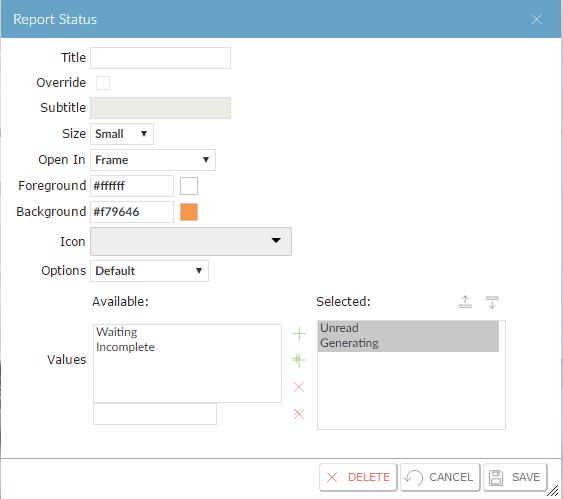 Report Status
Title
Override
Subtitle
Size Small
Open In Frame
Foreground #ffffff
Background #f79646
Icon
Options Default
Available: Selected:
Waiting
Incomplete
Values
Unread
Generating
DELETE CANCEL SAVE